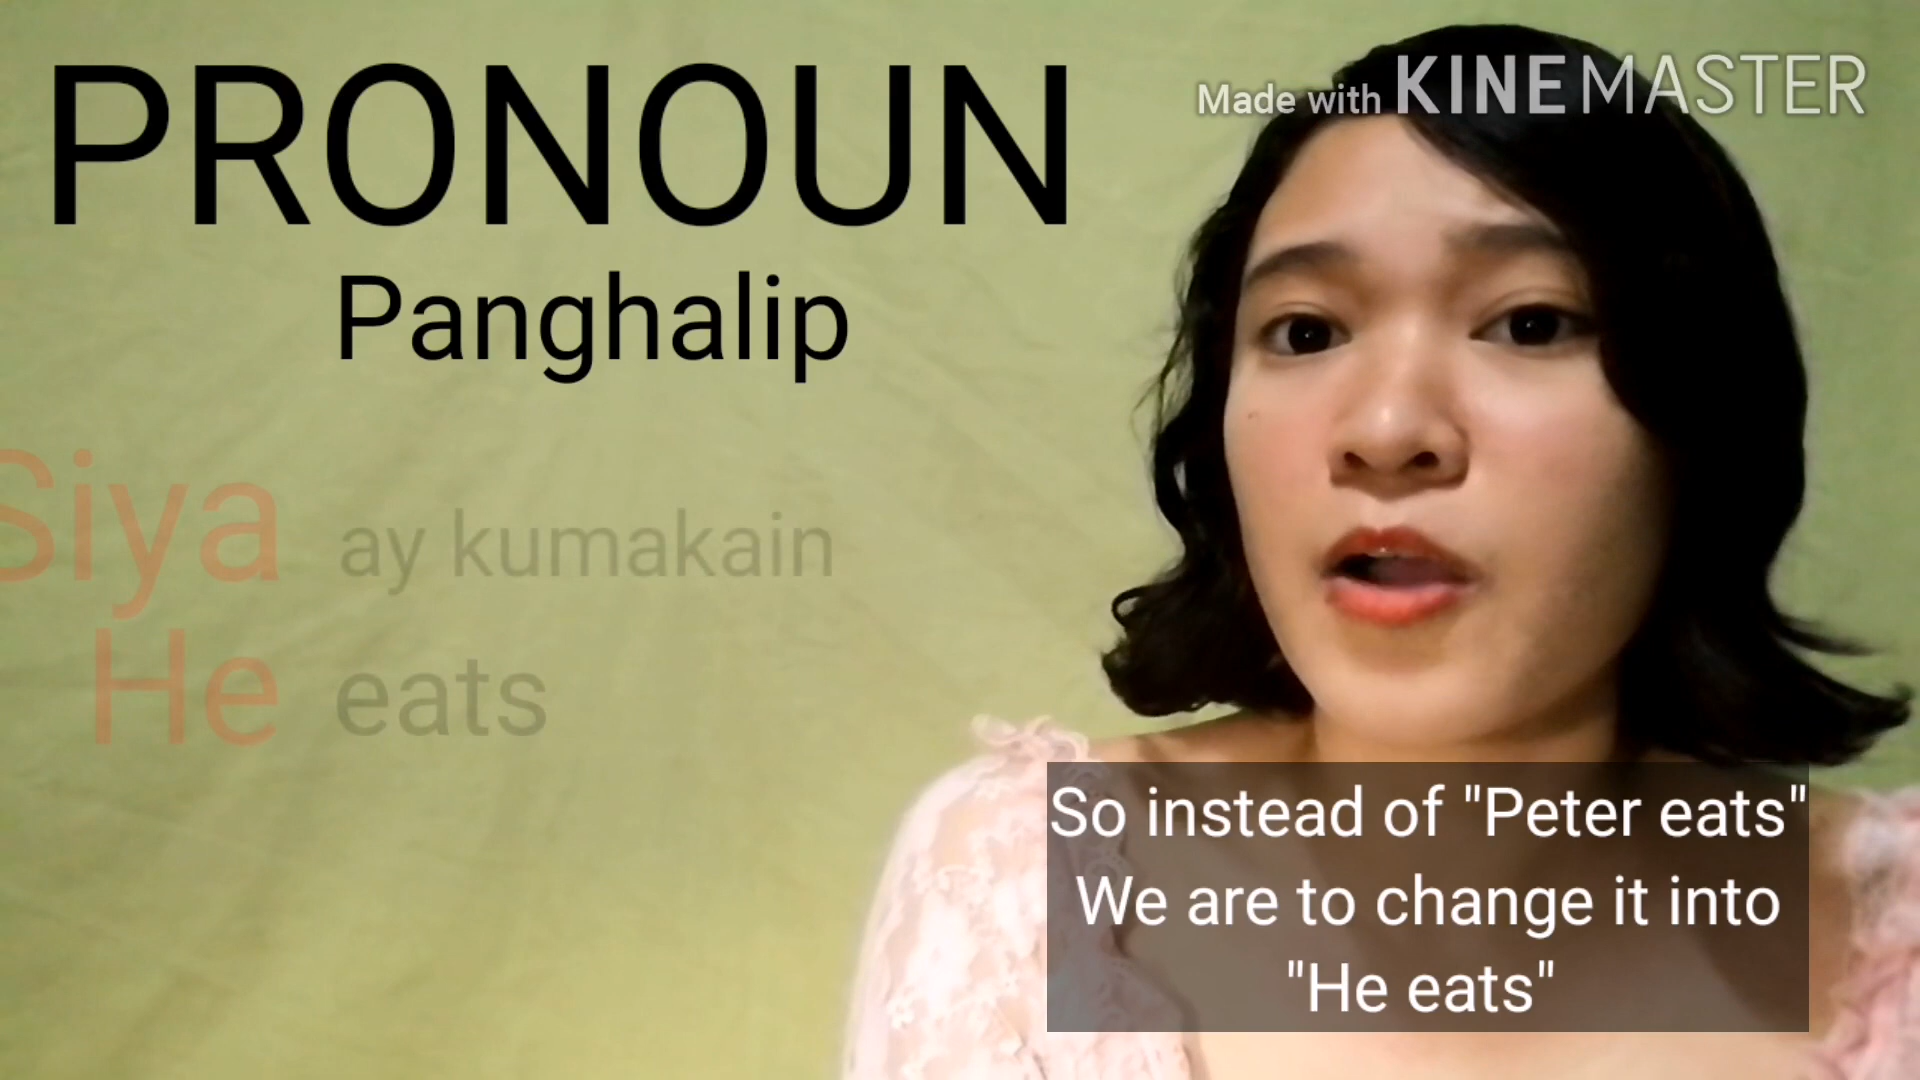 PRONOUN
Made with KINEMASTER
Panghalip
Siya ay kumakain
He eats
So instead of "Peter eats"
We are to change it into
"He eats"